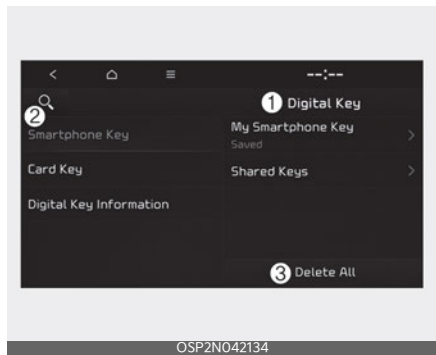 --:--
1 Digital Key
2
Smartphone Key
Card Key
Digital Key Information
My Smartphone Key
Saved
Shared Keys
3 Delete All
OSP2N042134